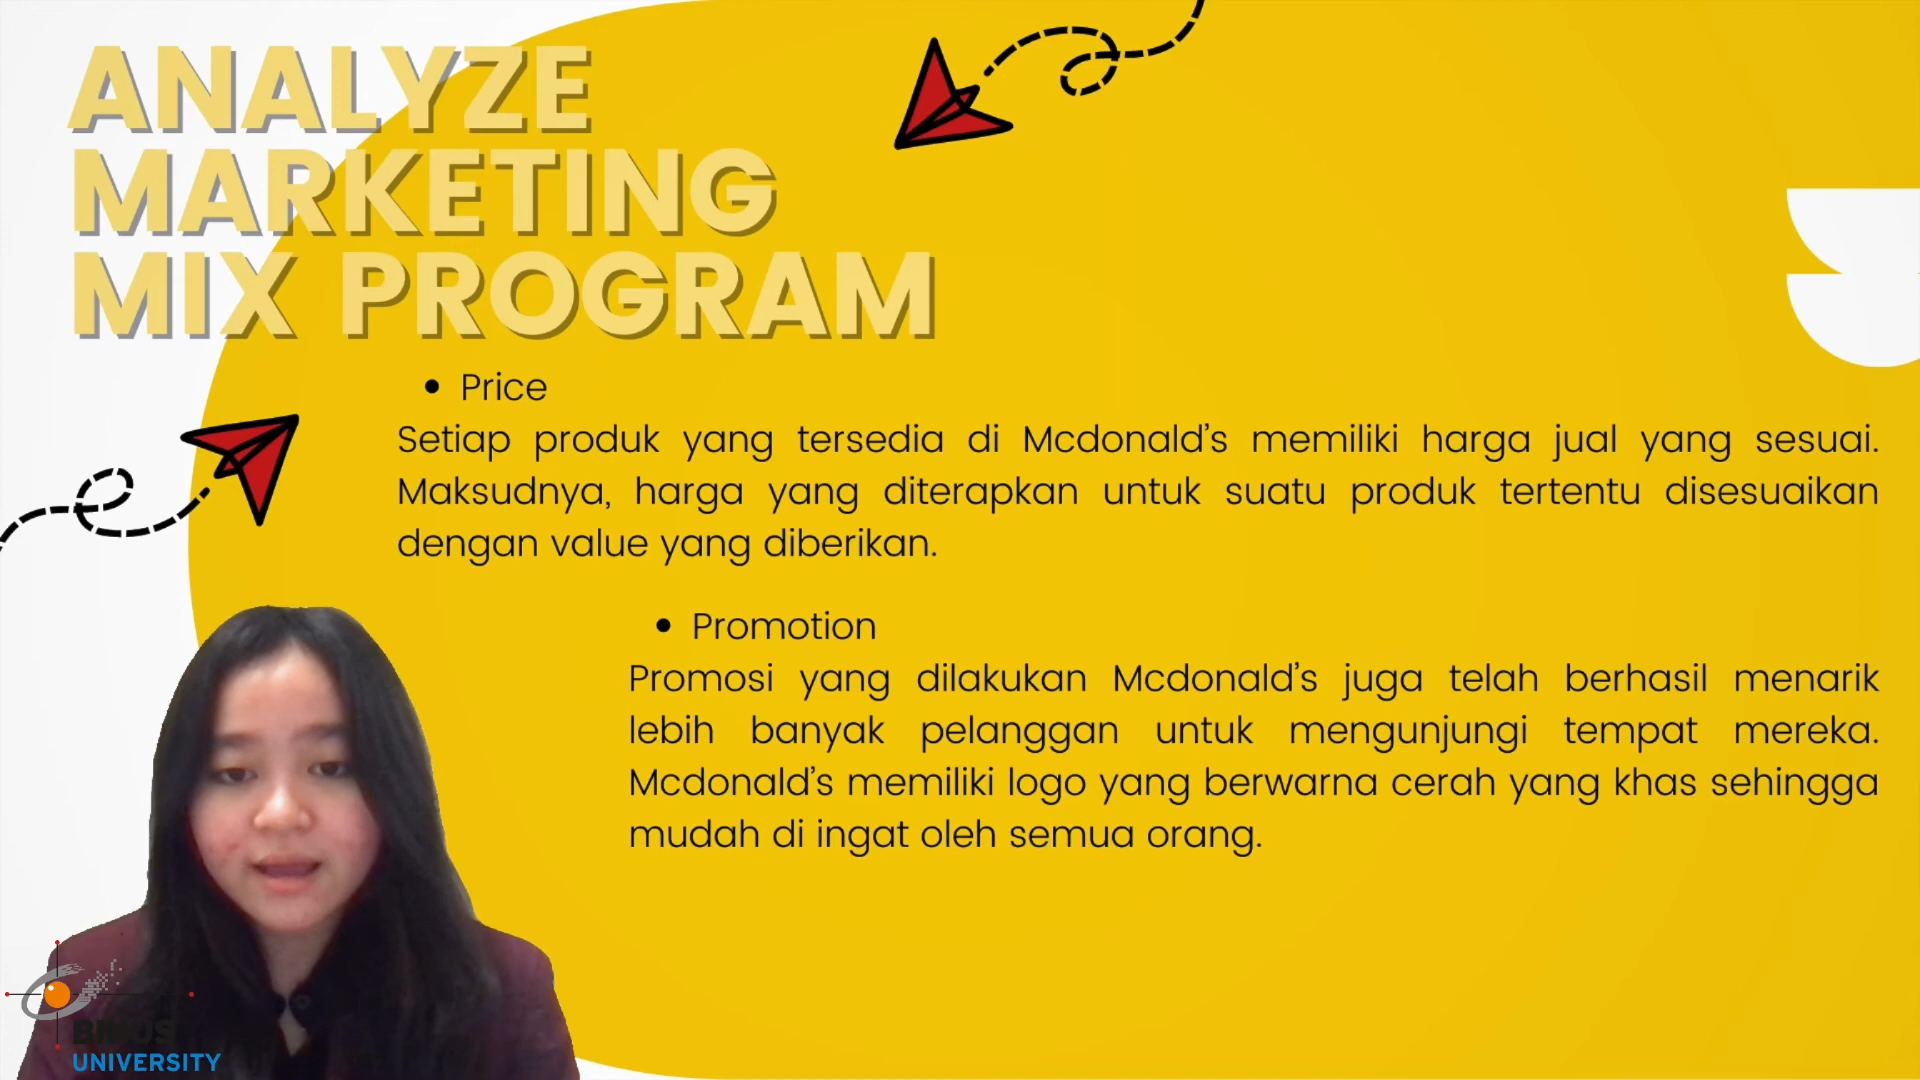 ANALYZE
MARKETING
MIX PROGRAM
• Price
Setiap produk yang tersedia di Mcdonald's memiliki harga jual yang sesuai.
Maksudnya, harga yang diterapkan untuk suatu produk tertentu disesuaikan
dengan value yang diberikan.
• Promotion
Promosi yang dilakukan Mcdonald's juga telah berhasil menarik
lebih banyak pelanggan untuk mengunjungi tempat mereka.
Mcdonald's memiliki logo yang berwarna cerah yang khas sehingga
mudah di ingat oleh semua orang.
BINUS
UNIVERSITY